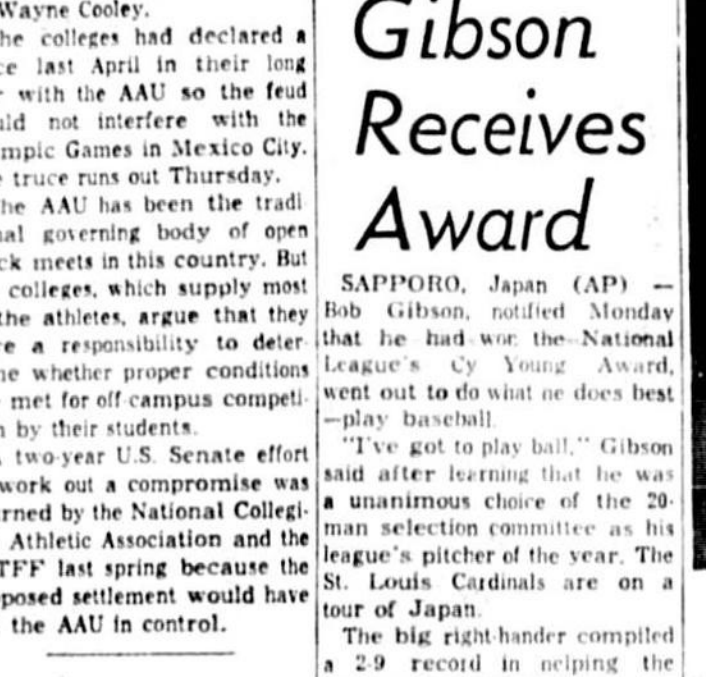 Wayne Cooley.
he colleges had declared a
ce last April in their long
with the AAU so the feud
uld not interfere with the
mpic Games in Mexico City.
e truce runs out Thursday.
he AAU has been the tradi
nal governing body of open
ck meets in this country. But
colleges, which supply most
the athletes, argue that they
re a responsibility to deter-
ne whether proper conditions
met for off-campus competi-
n by their students.
two-year U.S. Senate effort
work out a compromise was
rned by the National Collegi-
Athletic Association and the
TFF last spring because the
posed settlement would have
the AAU in control.
Gibson
Receives
Award
SAPPORO, Japan (AP) —
Bob Gibson, notified Monday
that he had won the National
League's Cy Young Award,
went out to do what he does best
—play baseball.
"I've got to play ball," Gibson
said after learning that he was
a unanimous choice of the 20-
man selection committee as his
league's pitcher of the year. The
St. Louis Cardinals are on a
tour of Japan.
The big right-hander compiled
a 2-9 record in helping the